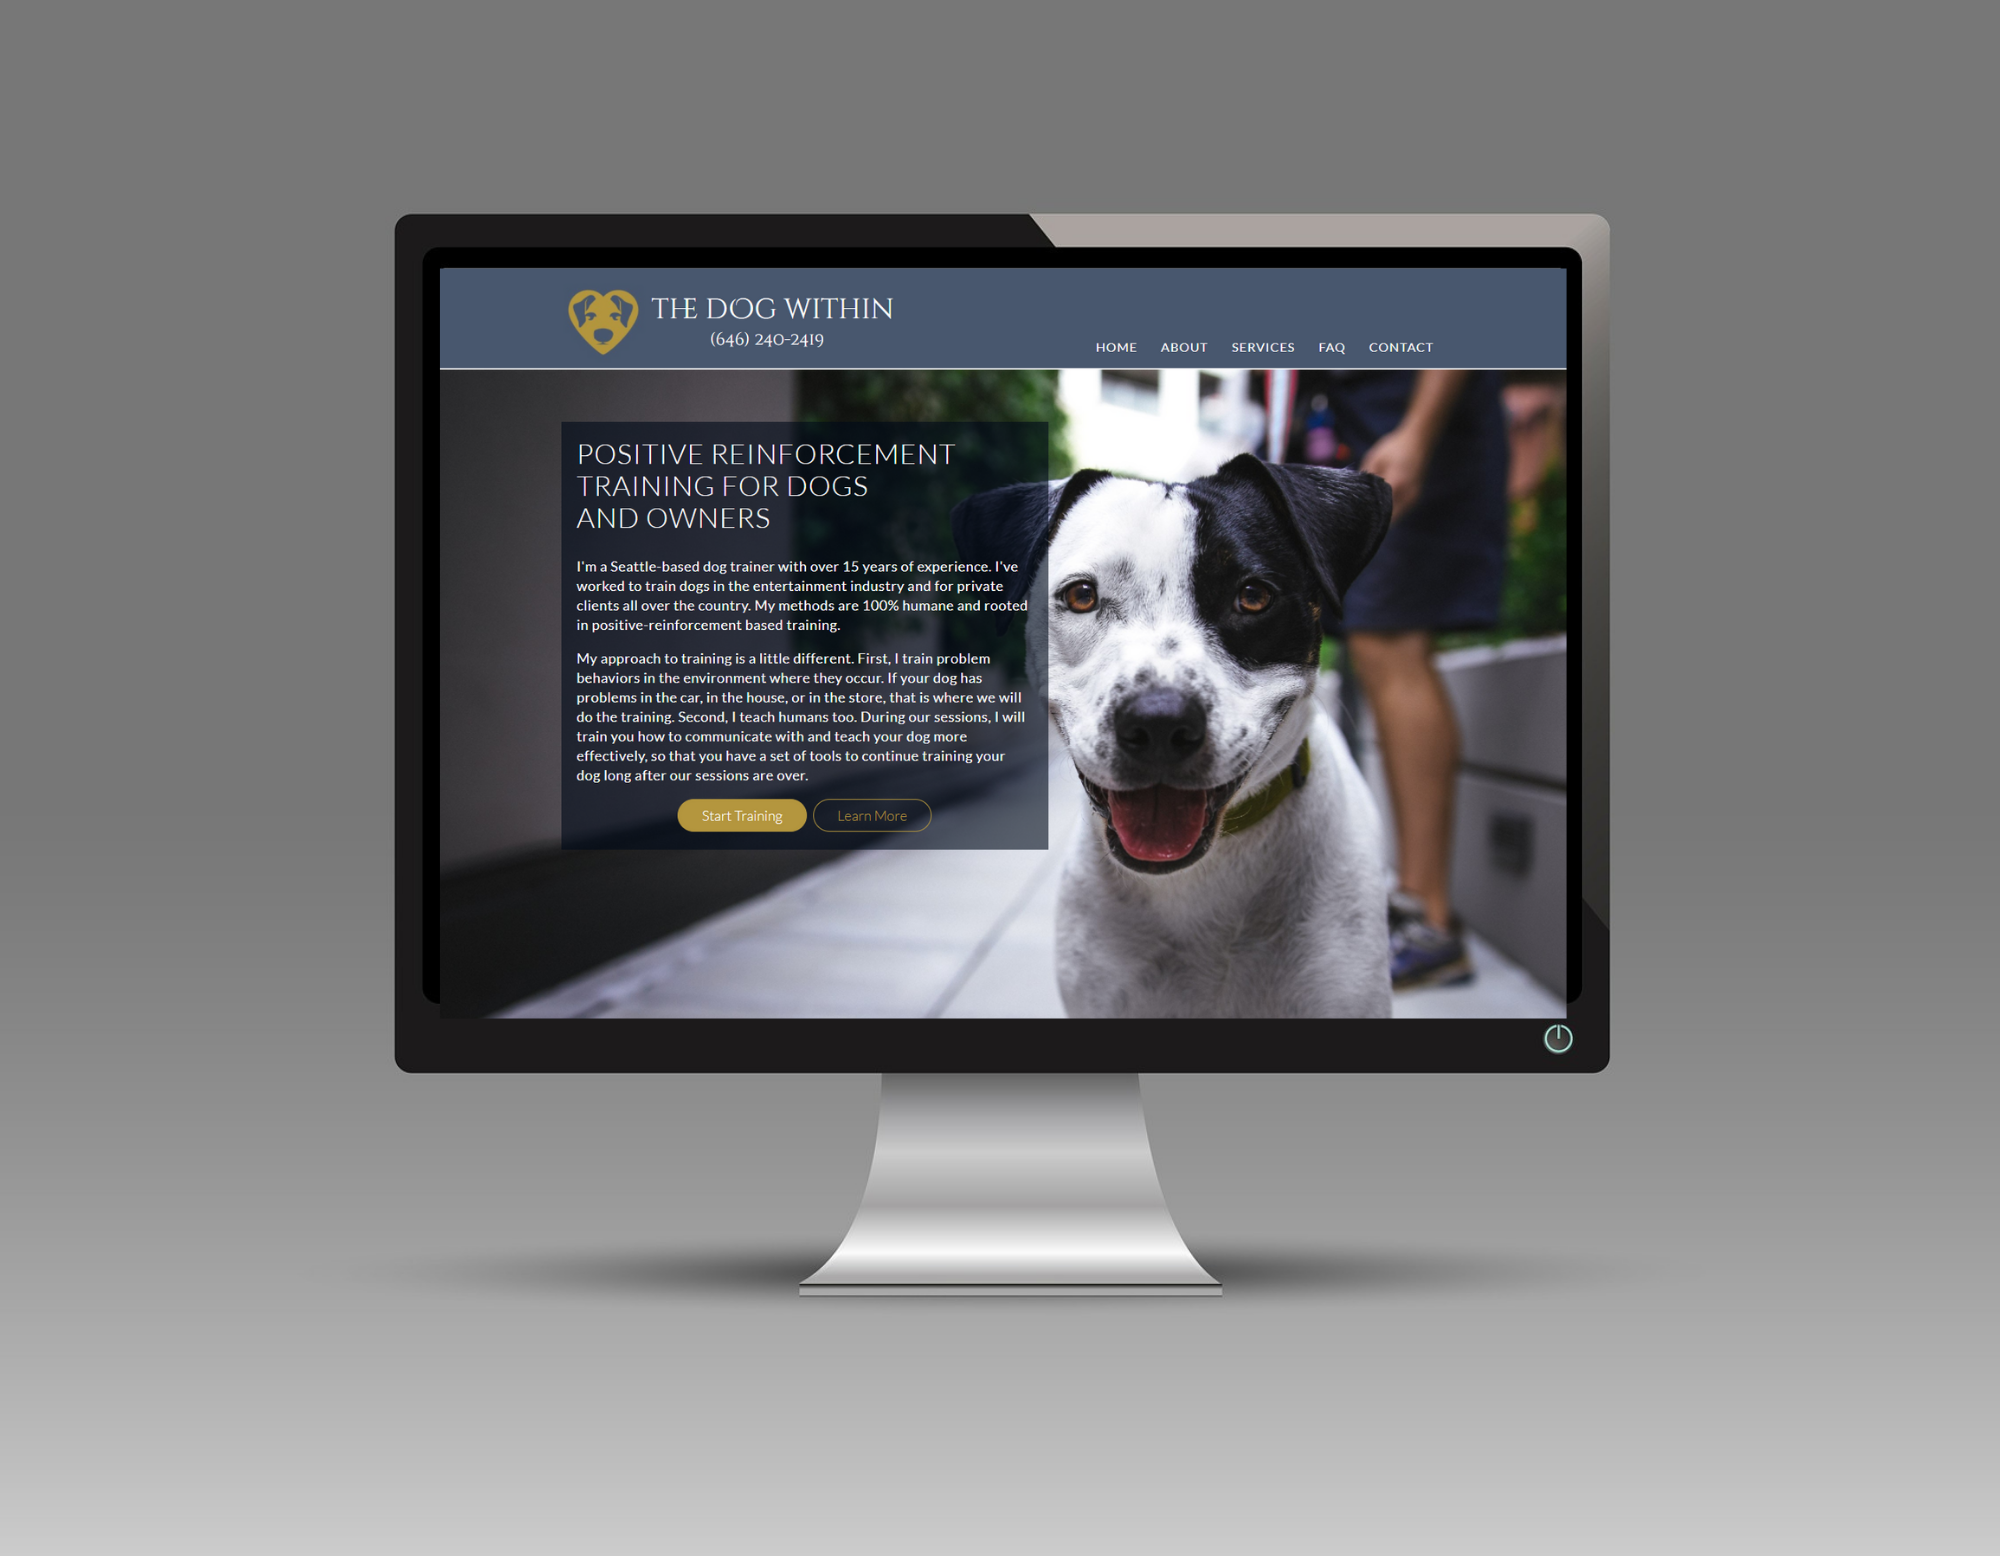 THE DOG WITHIN
(646) 240-2419
HOME ABOUT SERVICES FAQ CONTACT
POSITIVE REINFORCEMENT
TRAINING FOR DOGS
AND OWNERS
I'm a Seattle-based dog trainer with over 15 years of experience. I've
worked to train dogs in the entertainment industry and for private
clients all over the country. My methods are 100% humane and rooted
in positive-reinforcement based training.
My approach to training is a little different. First, I train problem
behaviors in the environment where they occur. If your dog has
problems in the car, in the house, or in the store, that is where we will
do the training. Second, I teach humans too. During our sessions, I will
train you how to communicate with and teach your dog more
effectively, so that you have a set of tools to continue training your
dog long after our sessions are over.
Start Training Learn More